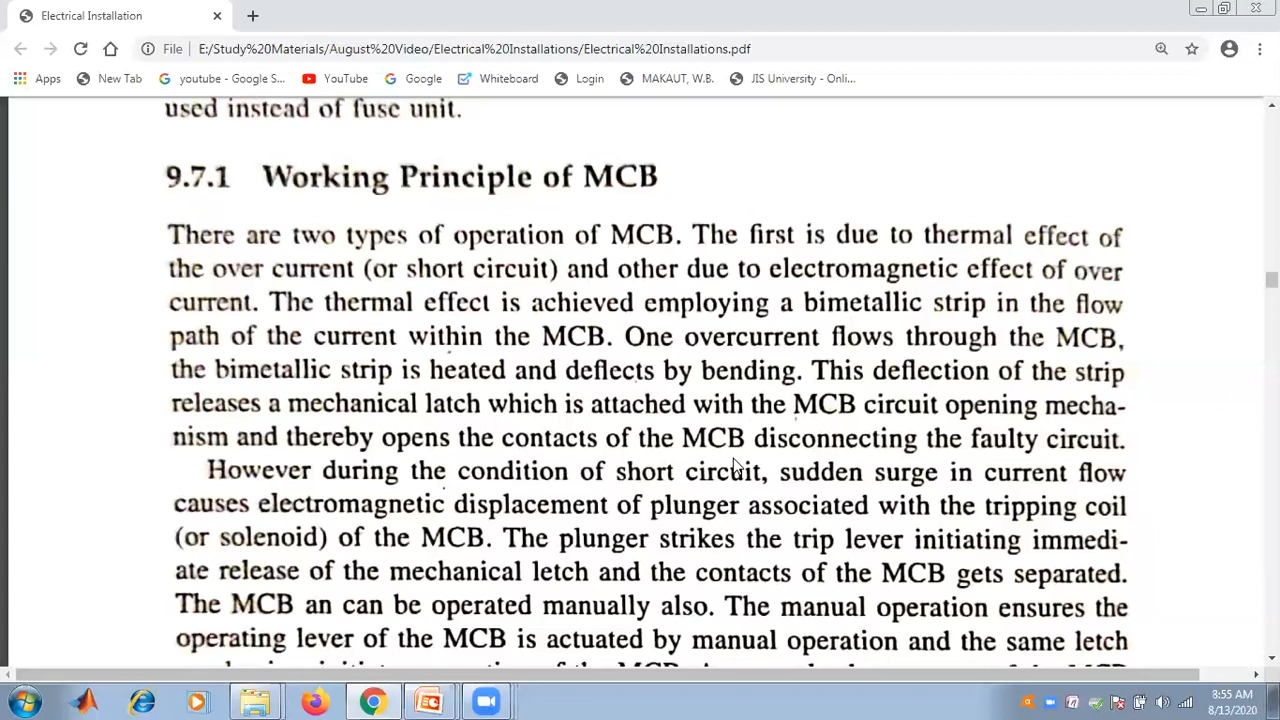 Electrical Installation
File | E:/Study%20Materials/August%20Video/Electrical%20Installations/Electrical%20Installations.pdf
Apps New Tab youtube - Google S... YouTube Google Whiteboard Login MAKAUT, W.B. JIS University - Onli...
used instead of fuse unit.
9.7.1 Working Principle of MCB
There are two types of operation of MCB. The first is due to thermal effect of
the over current (or short circuit) and other due to electromagnetic effect of over
current. The thermal effect is achieved employing a bimetallic strip in the flow
path of the current within the MCB. One overcurrent flows through the MCB,
the bimetallic strip is heated and deflects by bending. This deflection of the strip
releases a mechanical latch which is attached with the MCB circuit opening mecha-
nism and thereby opens the contacts of the MCB disconnecting the faulty circuit.
However during the condition of short circuit, sudden surge in current flow
causes electromagnetic displacement of plunger associated with the tripping coil
(or solenoid) of the MCB. The plunger strikes the trip lever initiating immedi-
ate release of the mechanical letch and the contacts of the MCB gets separated.
The MCB an can be operated manually also. The manual operation ensures the
operating lever of the MCB is actuated by manual operation and the same letch
8:55 AM
8/13/2020